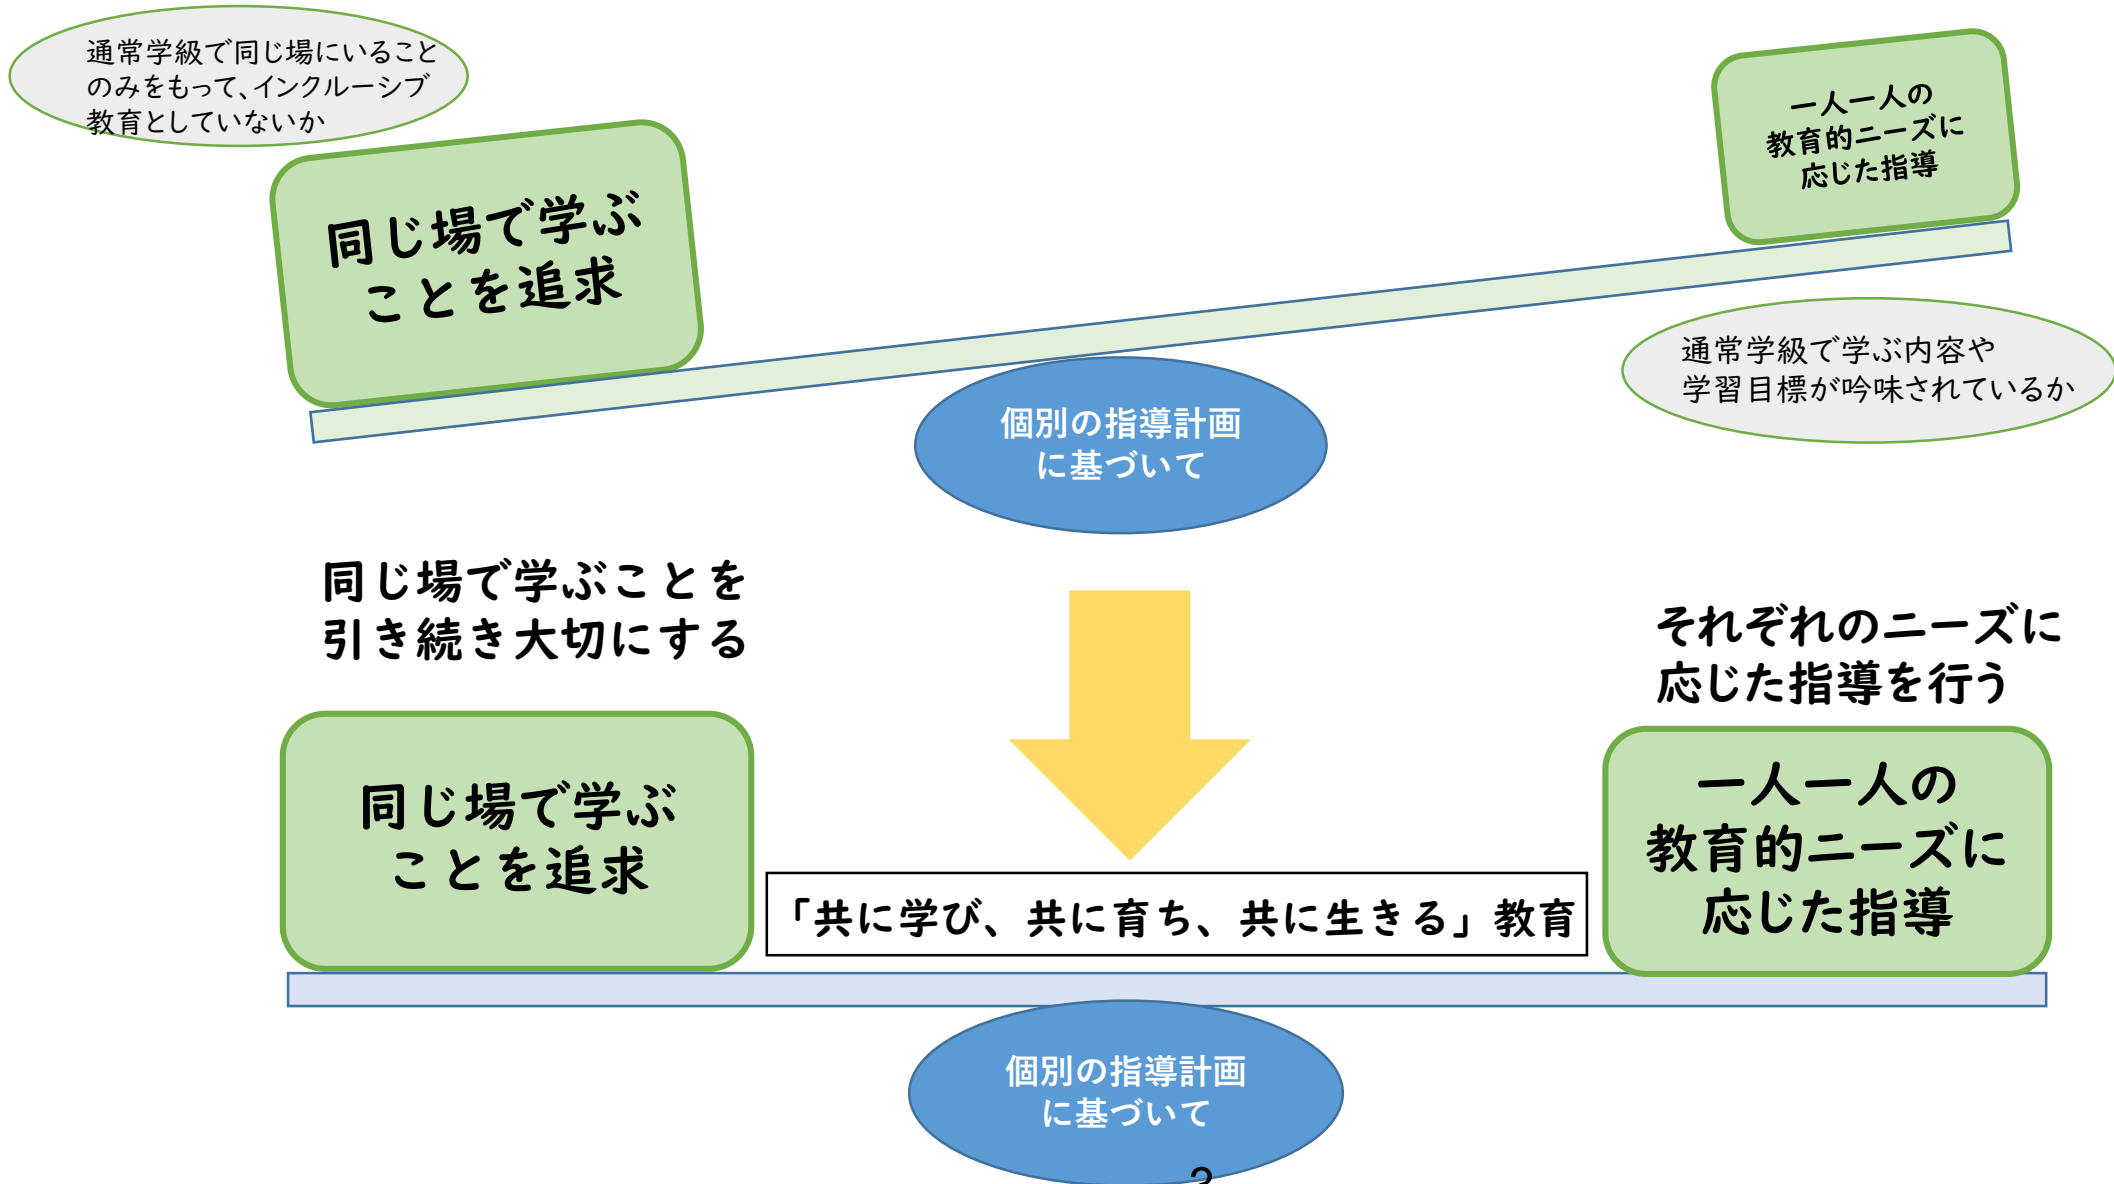 通常学級で同じ場にいること
のみをもって、インクルーシブ
教育としていないか
同じ場で学ぶ
ことを追求
一人一人の
教育的ニーズに
応じた指導
通常学級で学ぶ内容や
学習目標が吟味されているか
個別の指導計画
に基づいて
同じ場で学ぶことを
引き続き大切にする
それぞれのニーズに
応じた指導を行う
同じ場で学ぶ
ことを追求
一人一人の
教育的ニーズに
応じた指導
「共に学び、共に育ち、共に生きる」教育
個別の指導計画
に基づいて